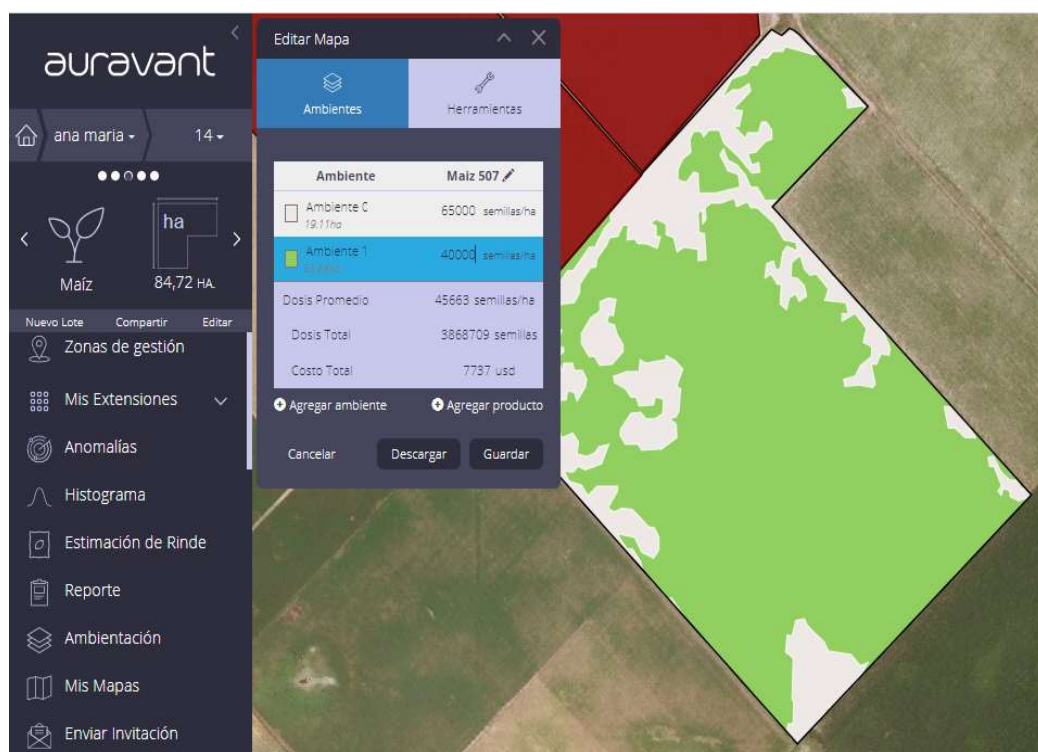 auravant
ana maria
14
ha
Maíz
84,72 HA.
Nuevo Lote Compartir Editar
Zonas de gestión
Mis Extensiones
Anomalías
Histograma
Estimación de Rinde
Reporte
Ambientación
Mis Mapas
Enviar Invitación
Editar Mapa
Ambientes Herramientas
Ambiente Maiz 507
Ambiente C 65000 semillas/ha
19.11ha
Ambiente 1 40000 semillas/ha
Dosis Promedio 45663 semillas/ha
Dosis Total 3868709 semillas
Costo Total 7737 usd
Agregar ambiente Agregar producto
Cancelar Descargar Guardar